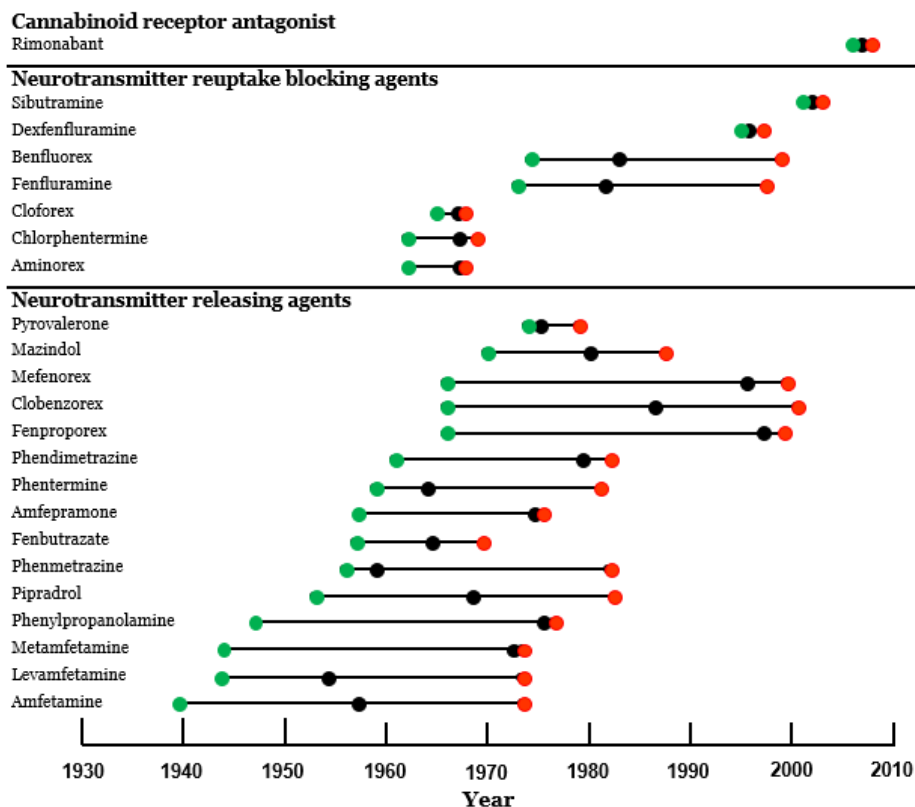 Cannabinoid receptor antagonist
Rimonabant
Neurotransmitter reuptake blocking agents
Sibutramine
Dexfenfluramine
Benfluorex
Fenfluramine
Cloforex
Chlorphentermine
Aminorex
Neurotransmitter releasing agents
Pyrovalerone
Mazindol
Mefenorex
Clobenzorex
Fenproporex
Phendimetrazine
Phentermine
Amfepramone
Fenbutrazate
Phenmetrazine
Pipradrol
Phenylpropanolamine
Metamfetamine
Levamfetamine
Amfetamine
1930 1940 1950 1960 1970 1980 1990 2000 2010
Year